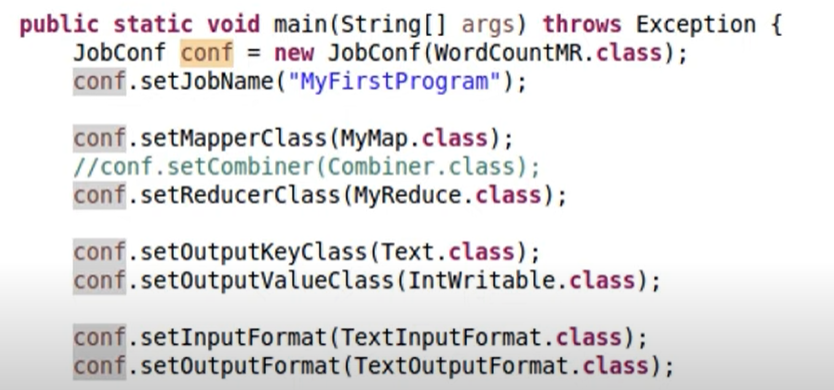 public static void main(String[] args) throws Exception {
JobConf conf = new JobConf(WordCountMR.class);
conf.setJobName("MyFirstProgram");
conf.setMapperClass(MyMap.class);
//conf.setCombiner(Combiner.class);
conf.setReducerClass(MyReduce.class);
conf.setOutputKeyClass(Text.class);
conf.setOutputValueClass(IntWritable.class);
conf.setInputFormat(TextInputFormat.class);
conf.setOutputFormat(TextOutputFormat.class);